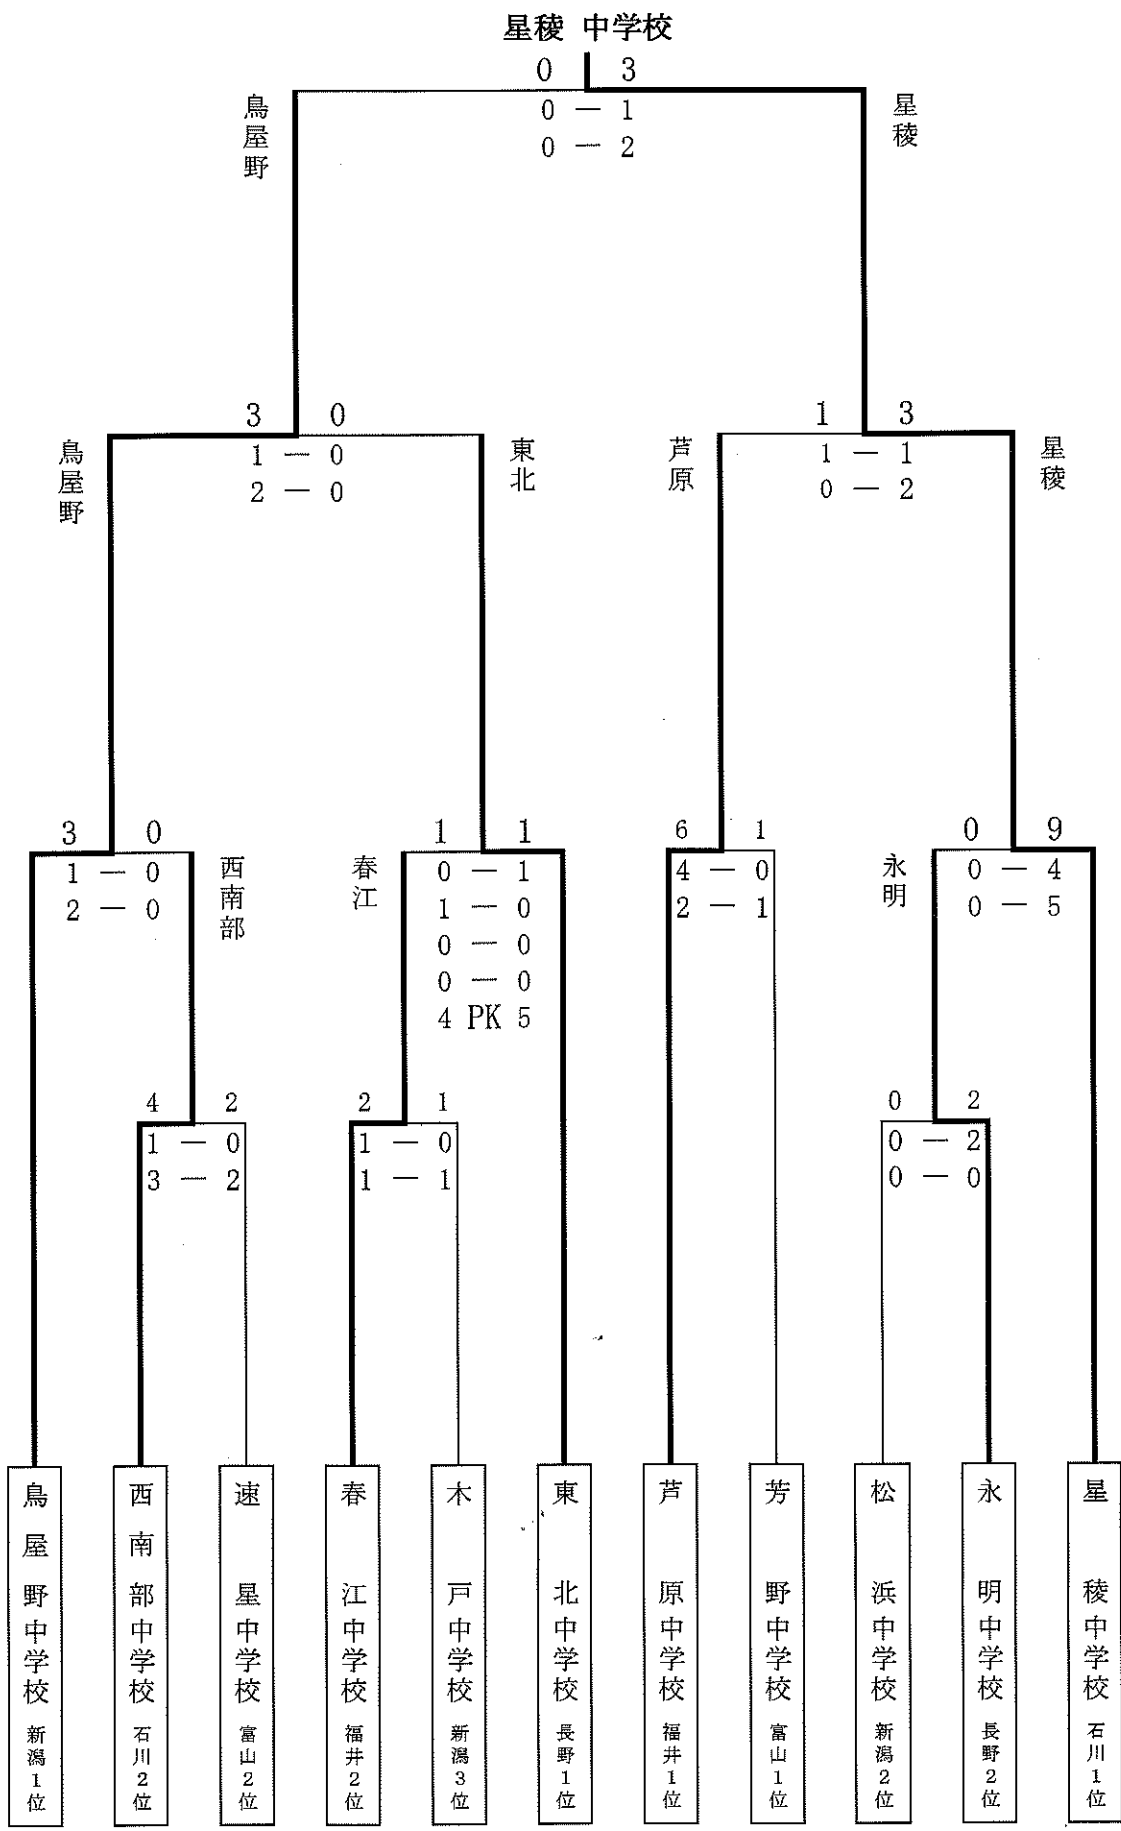 星稜 中学校
0 3
0 — 1
0 — 2
鳥屋野
星稜
3 0
1 — 0
2 — 0
鳥屋野
東北
1 3
1 — 1
0 — 2
芦原
星稜
3 0
1 — 0
2 — 0
西南部
1 1
0 — 1
1 — 0
0 — 0
0 — 0
4 PK 5
春江
6 1
4 — 0
2 — 1
0 9
0 — 4
0 — 5
永明
4 2
1 — 0
3 — 2
2 1
1 — 0
1 — 1
0 2
0 — 2
0 — 0
鳥屋野中学校 新潟1位
西南部中学校 石川2位
速星中学校 富山2位
春江中学校 福井2位
木戸中学校 新潟3位
東北中学校 長野1位
芦原中学校 福井1位
芳野中学校 富山1位
松浜中学校 新潟2位
永明中学校 長野2位
星稜中学校 石川1位